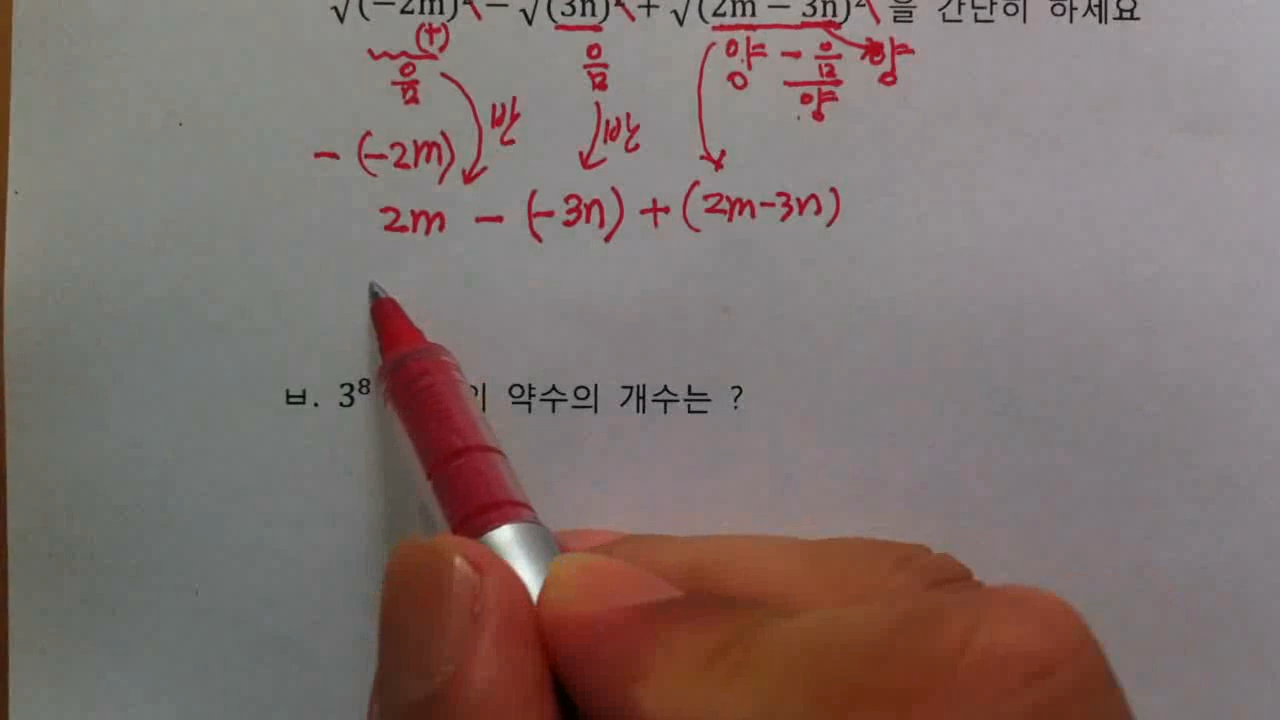 √(−2m)² − √(3n)² + √(2m − 3n)² 을 간단히 하세요
(+) 양 − 음 양
음 음 양
반 반
− (−2m)
2m − (−3n) + (2m−3n)
ㅂ. 3⁸ 의 약수의 개수는 ?